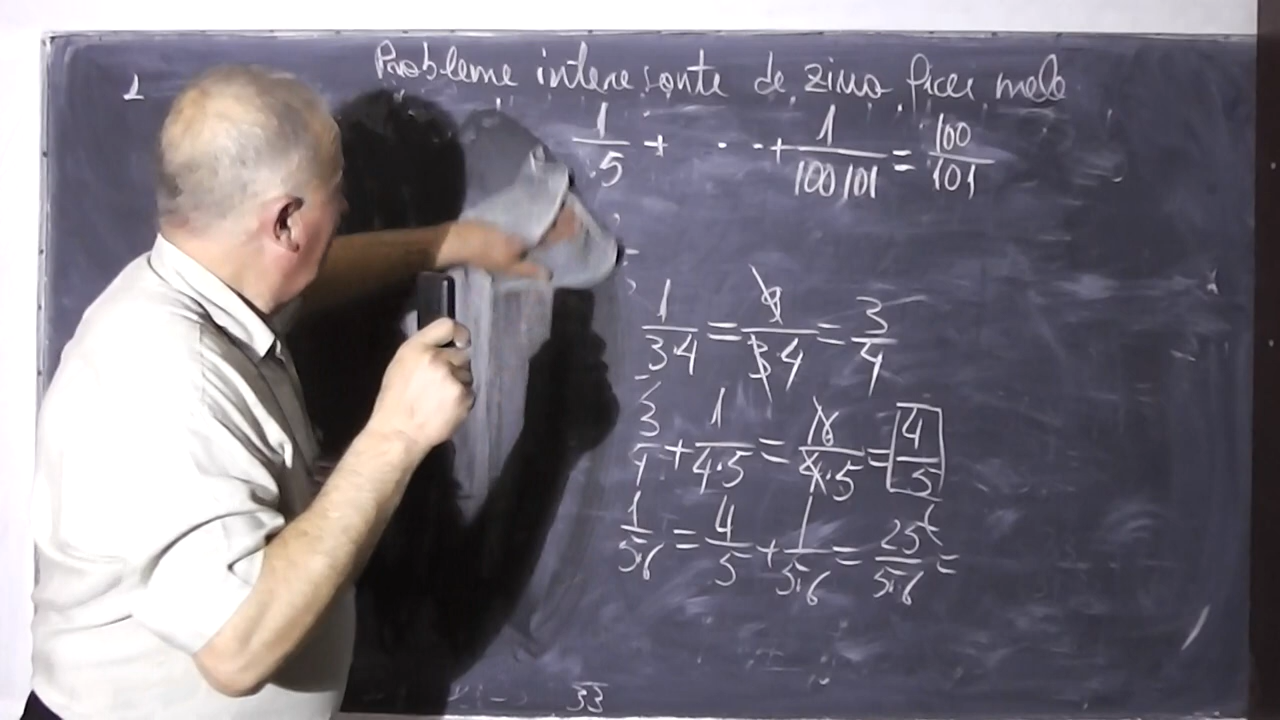 Probleme interesante de ziua ficei mele
1
1/.5 + . . .+ 1/100 101 = 100/101
1/3·4 = 9/3·4 = 3/4
3/4 + 1/4·5 = 16/4·5 = 4/5
1/5·6 = 4/5 + 1/5·6 = 25/5·6 =
33